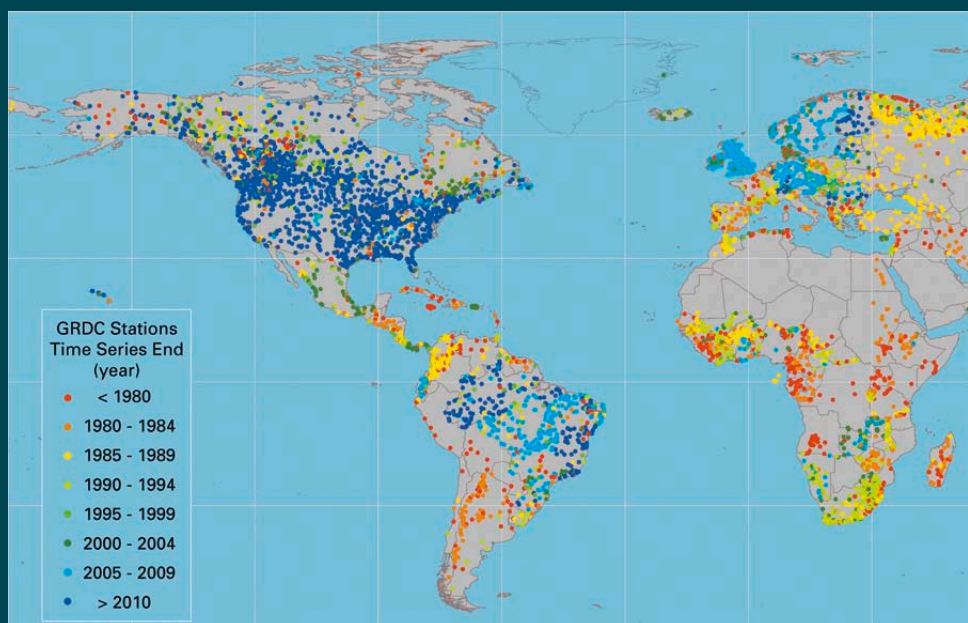 GRDC Stations
Time Series End
(year)
< 1980
1980 - 1984
1985 - 1989
1990 - 1994
1995 - 1999
2000 - 2004
2005 - 2009
> 2010